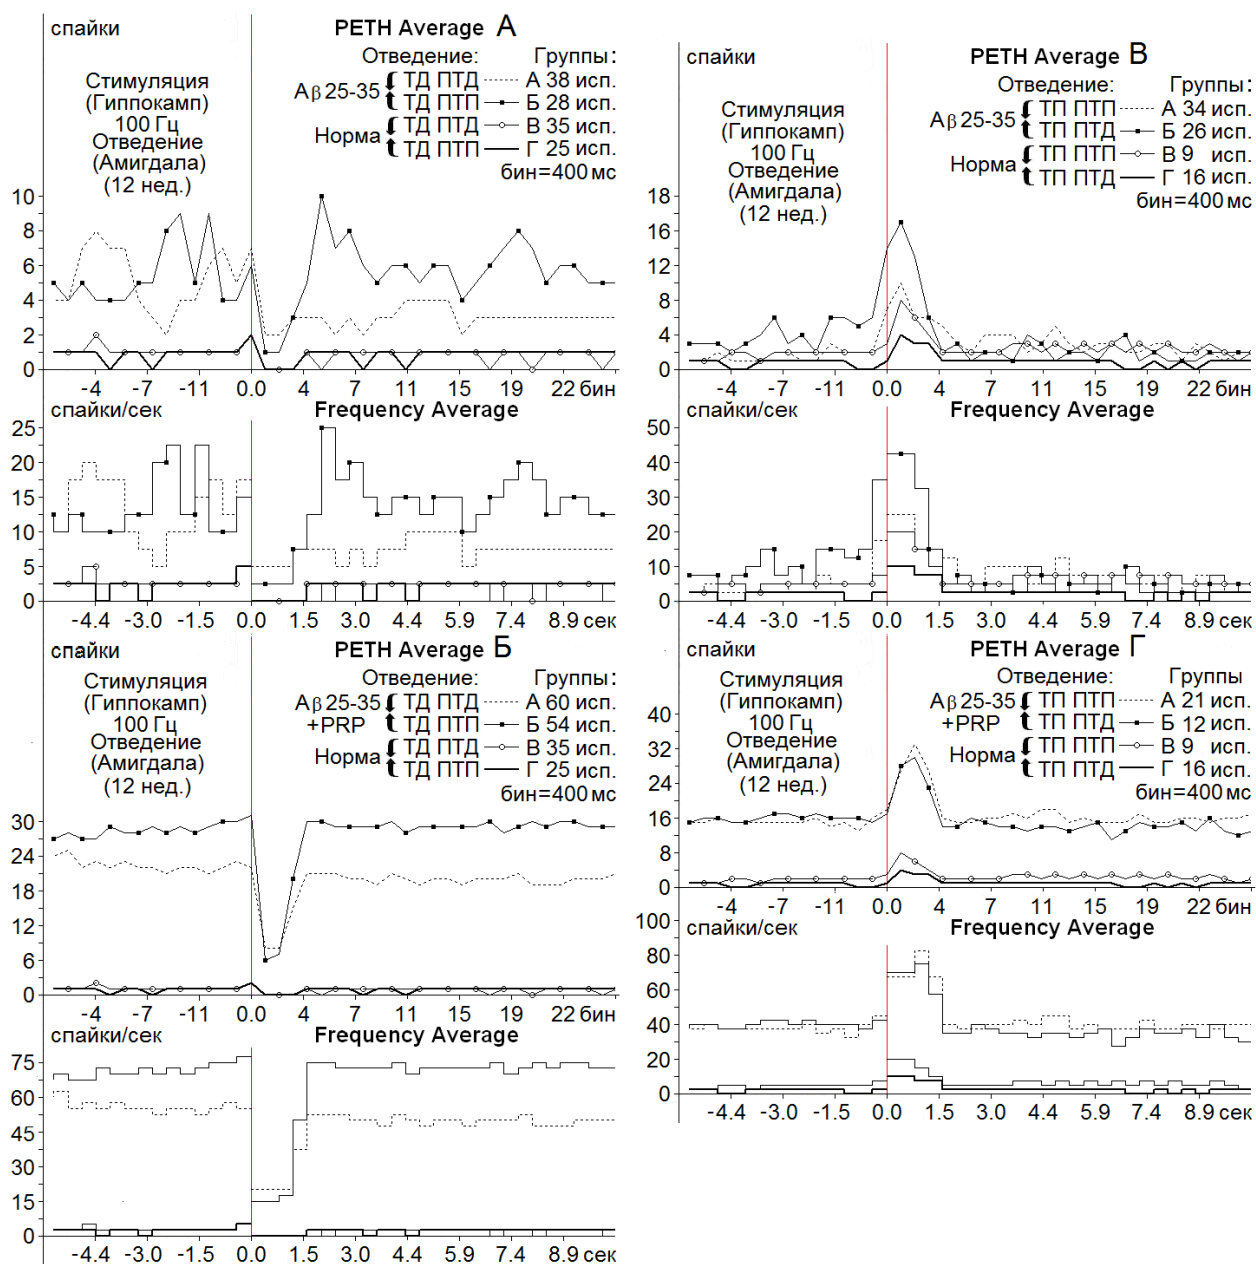 спайки
PETH Average А
Отведение: Группы:
Стимуляция
(Гиппокамп)
100 Гц
Отведение
(Амигдала)
(12 нед.)
Aβ 25-35
ТД ПТД А 38 исп.
ТД ПТП Б 28 исп.
Норма
ТД ПТД В 35 исп.
ТД ПТП Г 25 исп.
бин=400 мс
10
8
6
4
2
0
-4 -7 -11 0.0 4 7 11 15 19 22 бин
спайки/сек Frequency Average
25
20
15
10
5
0
-4.4 -3.0 -1.5 0.0 1.5 3.0 4.4 5.9 7.4 8.9 сек
спайки
PETH Average Б
Отведение: Группы:
Стимуляция
(Гиппокамп)
100 Гц
Отведение
(Амигдала)
(12 нед.)
Aβ 25-35
+PRP
ТД ПТД А 60 исп.
ТД ПТП Б 54 исп.
Норма
ТД ПТД В 35 исп.
ТД ПТП Г 25 исп.
бин=400 мс
30
24
18
12
6
0
-4 -7 -11 0.0 4 7 11 15 19 22 бин
спайки/сек Frequency Average
75
60
45
30
15
0
-4.4 -3.0 -1.5 0.0 1.5 3.0 4.4 5.9 7.4 8.9 сек
спайки
PETH Average В
Отведение: Группы:
Стимуляция
(Гиппокамп)
100 Гц
Отведение
(Амигдала)
(12 нед.)
Aβ 25-35
ТП ПТП А 34 исп.
ТП ПТД Б 26 исп.
Норма
ТП ПТП В 9 исп.
ТП ПТД Г 16 исп.
бин=400 мс
18
16
12
8
4
0
-4 -7 -11 0.0 4 7 11 15 19 22 бин
спайки/сек Frequency Average
50
40
30
20
10
0
-4.4 -3.0 -1.5 0.0 1.5 3.0 4.4 5.9 7.4 8.9 сек
спайки
PETH Average Г
Отведение: Группы
Стимуляция
(Гиппокамп)
100 Гц
Отведение
(Амигдала)
(12 нед.)
Aβ 25-35
+PRP
ТП ПТП А 21 исп.
ТП ПТД Б 12 исп.
Норма
ТП ПТП В 9 исп.
ТП ПТД Г 16 исп.
бин=400 мс
40
32
24
16
8
0
-4 -7 -11 0.0 4 7 11 15 19 22 бин
спайки/сек Frequency Average
100
80
60
40
20
0
-4.4 -3.0 -1.5 0.0 1.5 3.0 4.4 5.9 7.4 8.9 сек